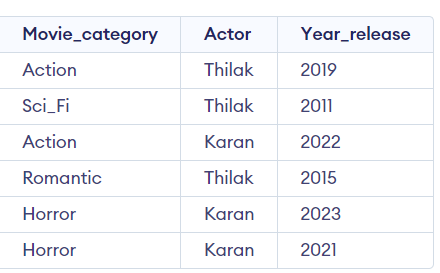 Movie_category Actor Year_release
Action Thilak 2019
Sci_Fi Thilak 2011
Action Karan 2022
Romantic Thilak 2015
Horror Karan 2023
Horror Karan 2021